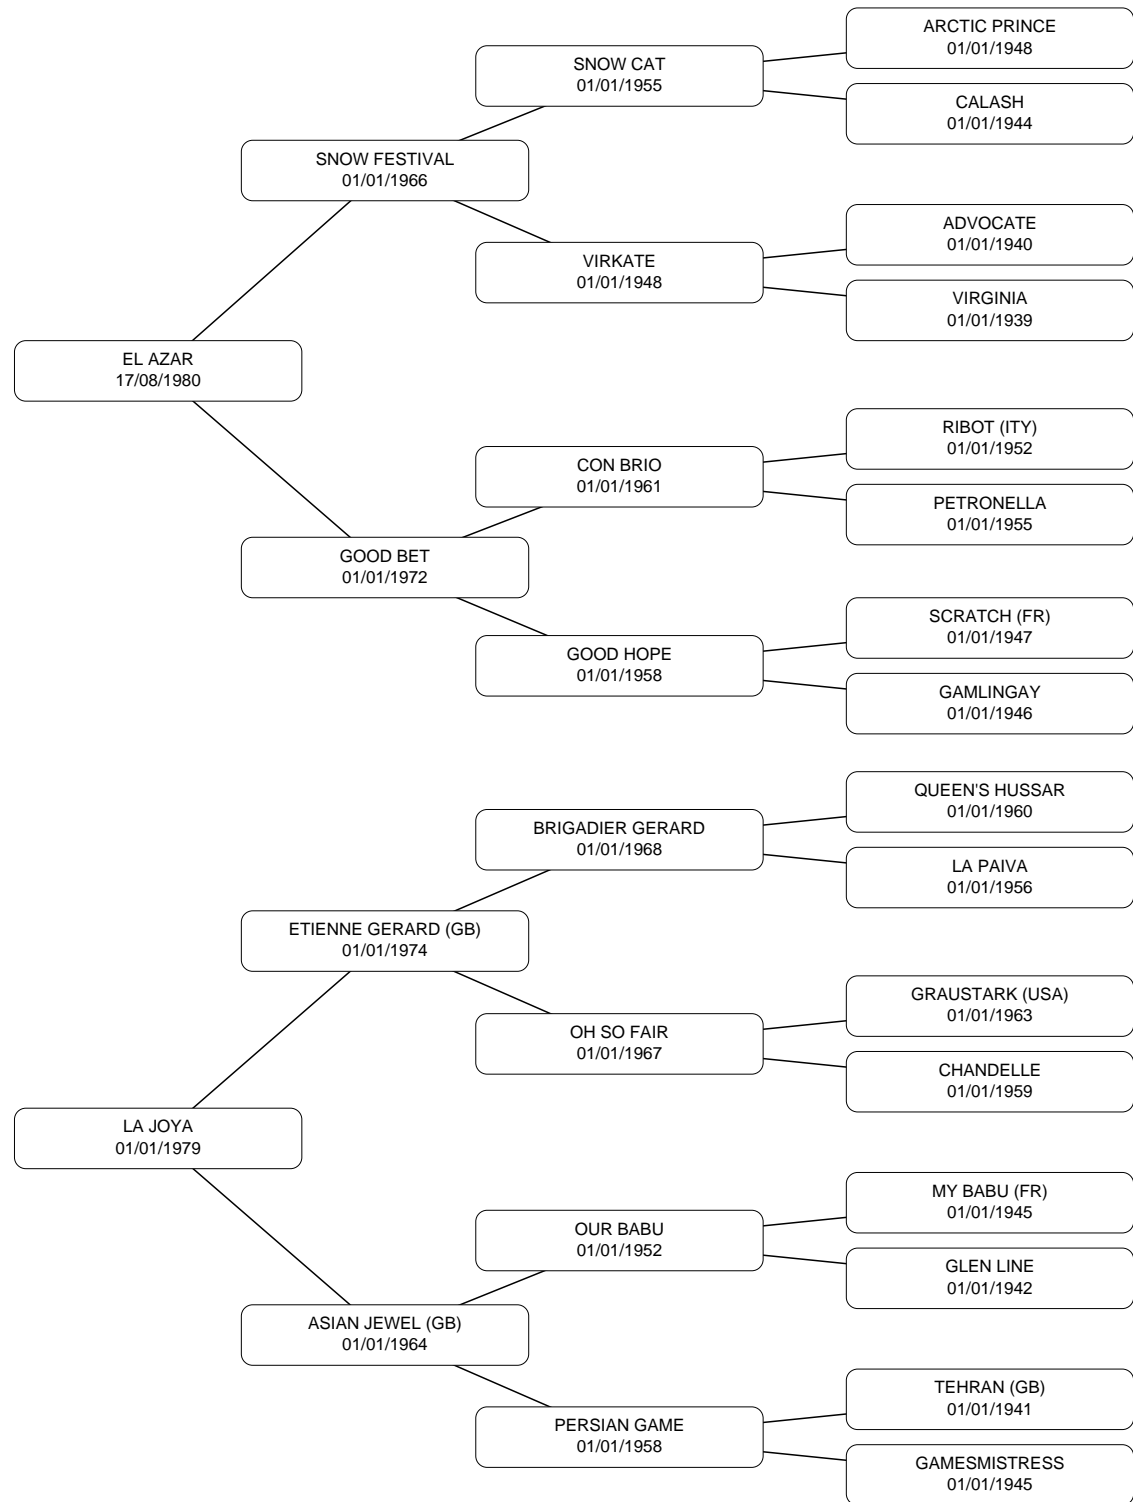 ARCTIC PRINCE
01/01/1948
SNOW CAT
01/01/1955
CALASH
01/01/1944
SNOW FESTIVAL
01/01/1966
ADVOCATE
01/01/1940
VIRKATE
01/01/1948
VIRGINIA
01/01/1939
EL AZAR
17/08/1980
RIBOT (ITY)
01/01/1952
CON BRIO
01/01/1961
PETRONELLA
01/01/1955
GOOD BET
01/01/1972
SCRATCH (FR)
01/01/1947
GOOD HOPE
01/01/1958
GAMLINGAY
01/01/1946
QUEEN'S HUSSAR
01/01/1960
BRIGADIER GERARD
01/01/1968
LA PAIVA
01/01/1956
ETIENNE GERARD (GB)
01/01/1974
GRAUSTARK (USA)
01/01/1963
OH SO FAIR
01/01/1967
CHANDELLE
01/01/1959
LA JOYA
01/01/1979
MY BABU (FR)
01/01/1945
OUR BABU
01/01/1952
GLEN LINE
01/01/1942
ASIAN JEWEL (GB)
01/01/1964
TEHRAN (GB)
01/01/1941
PERSIAN GAME
01/01/1958
GAMESMISTRESS
01/01/1945